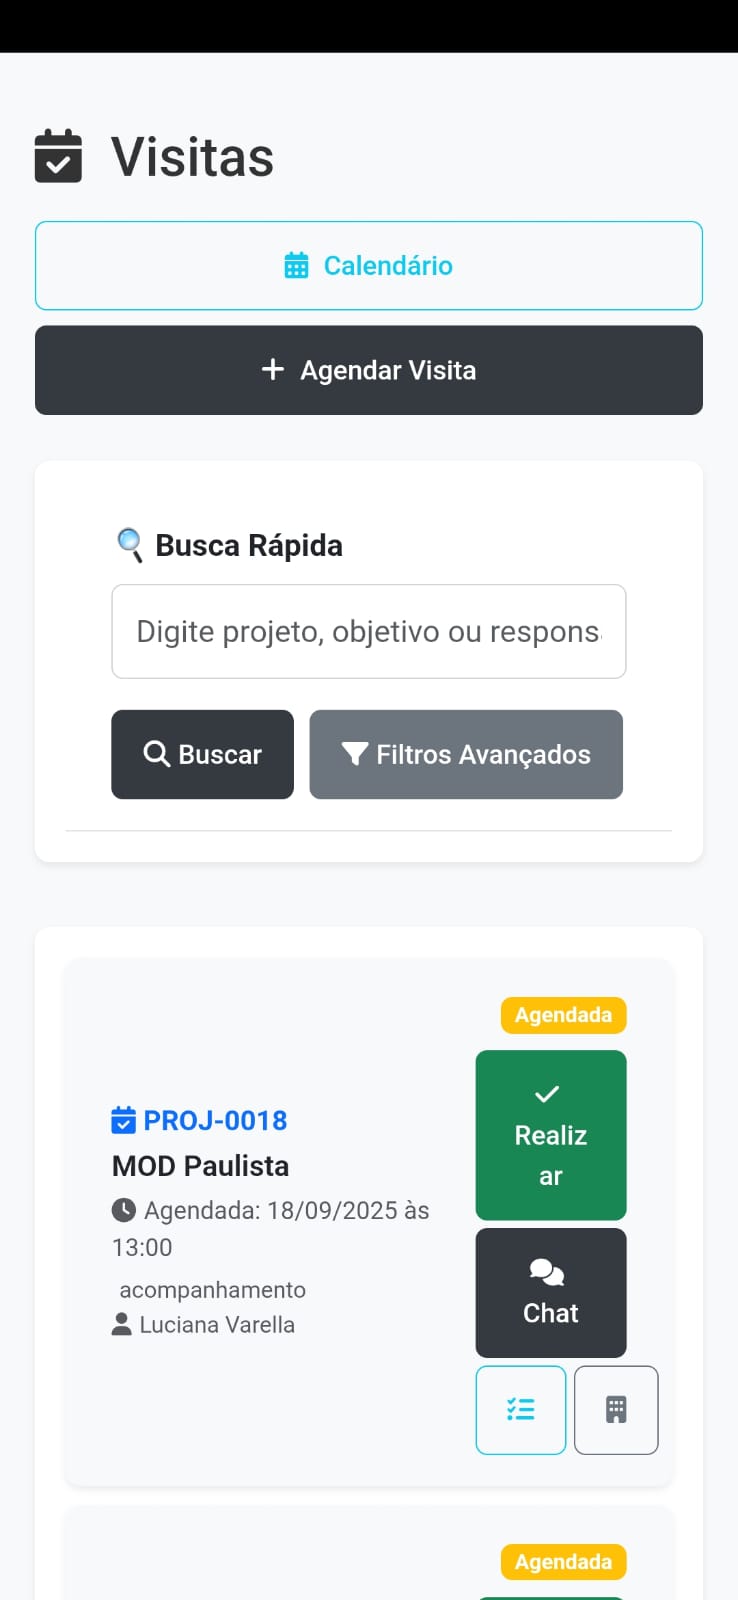 Visitas
Calendário
Agendar Visita
Busca Rápida
Digite projeto, objetivo ou respons
Buscar
Filtros Avançados
Agendada
PROJ-0018
MOD Paulista
Agendada: 18/09/2025 às
13:00
acompanhamento
Luciana Varella
Realiz
ar
Chat
Agendada